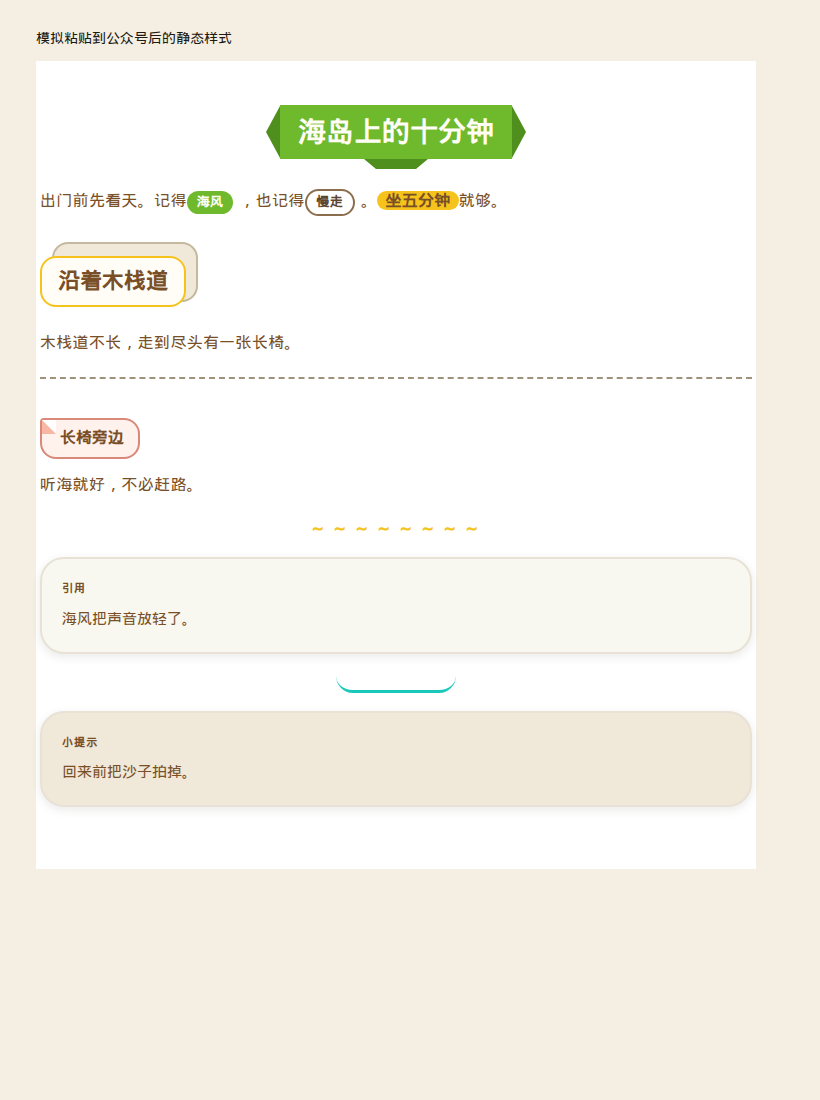 模拟粘贴到公众号后的静态样式
海岛上的十分钟
出门前先看天。记得海风，也记得慢走。坐五分钟就够。
沿着木栈道
木栈道不长，走到尽头有一张长椅。
长椅旁边
听海就好，不必赶路。
~ ~ ~ ~ ~ ~ ~ ~
引用
海风把声音放轻了。
小提示
回来前把沙子拍掉。